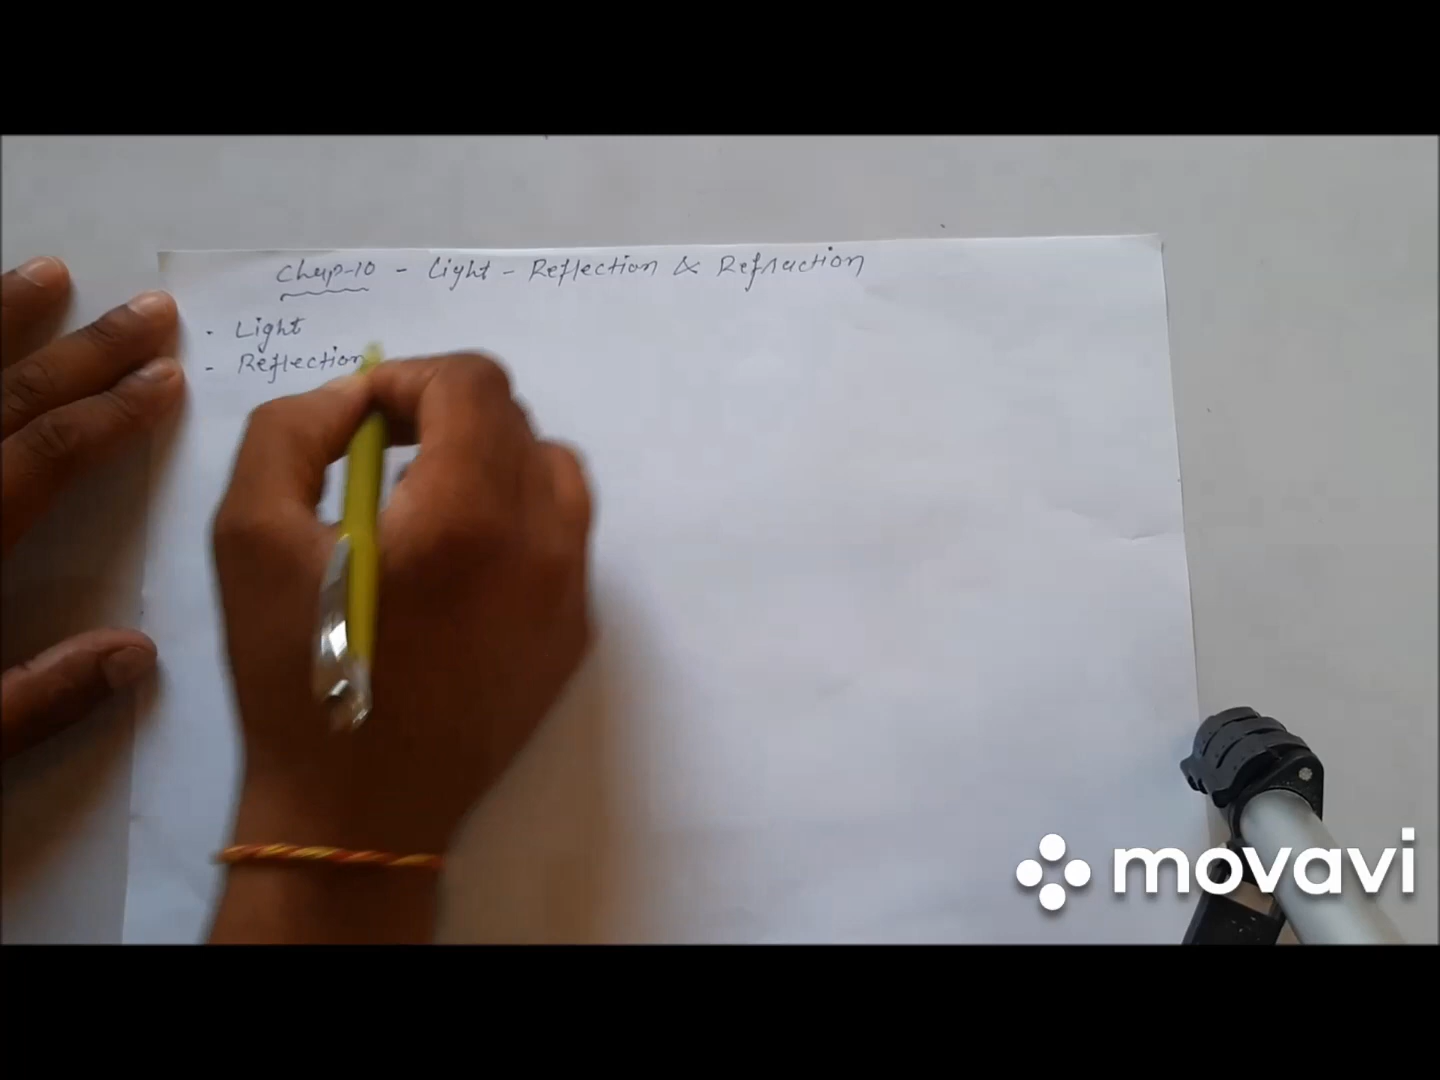 Chap-10 - Light - Reflection & Refraction
- Light
- Reflection
movavi